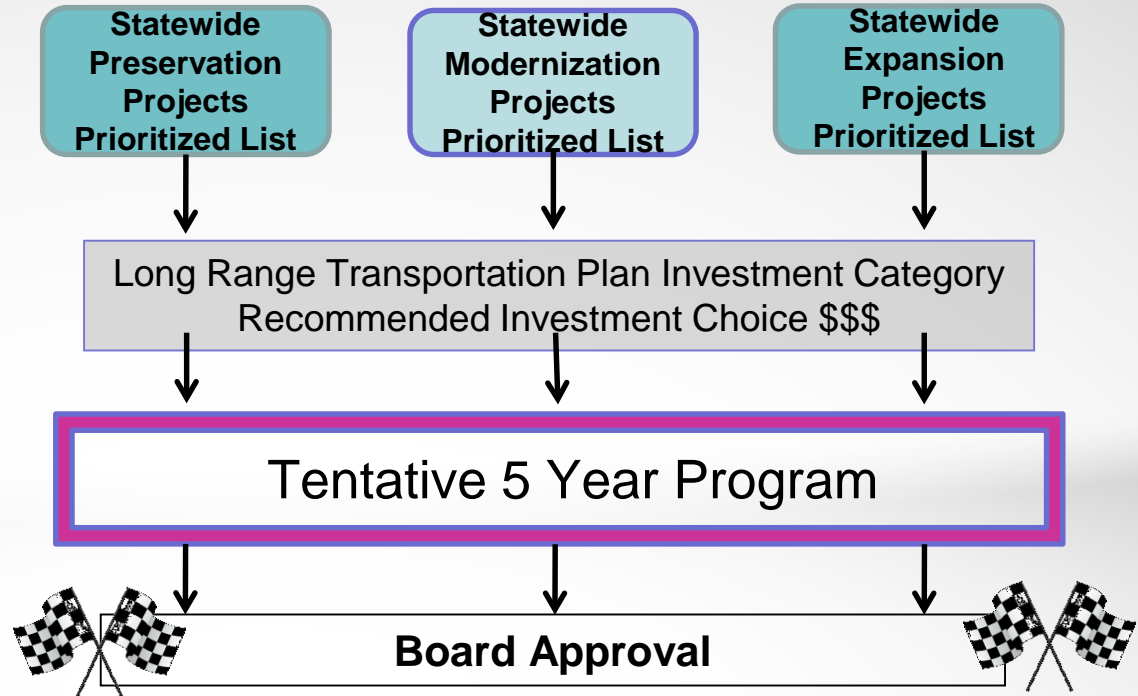 Statewide
Preservation
Projects
Prioritized List
Statewide
Modernization
Projects
Prioritized List
Statewide
Expansion
Projects
Prioritized List
Long Range Transportation Plan Investment Category
Recommended Investment Choice $$$
Tentative 5 Year Program
Board Approval